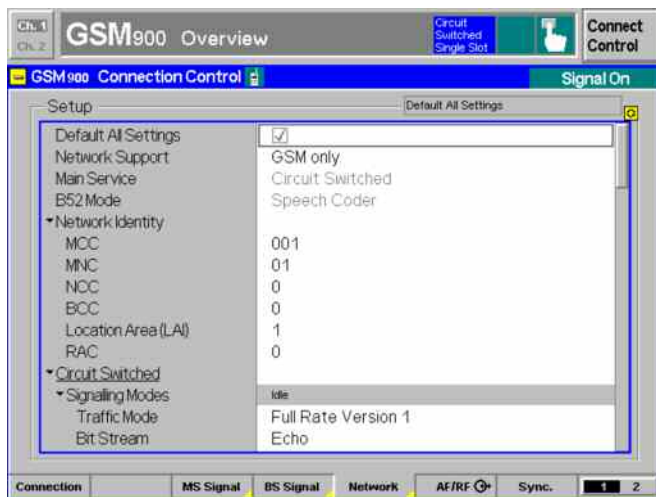 Ch. 1
Ch. 2
GSM900 Overview
Circuit
Switched
Single Slot
Connect
Control
GSM900 Connection Control
Signal On
Setup
Default All Settings
Default All Settings
Network Support GSM only
Main Service Circuit Switched
B52 Mode Speech Coder
Network Identity
MCC 001
MNC 01
NCC 0
BCC 0
Location Area (LAI) 1
RAC 0
Circuit Switched
Signaling Modes Idle
Traffic Mode Full Rate Version 1
Bit Stream Echo
Connection MS Signal BS Signal Network AF/RF Sync. 1 2